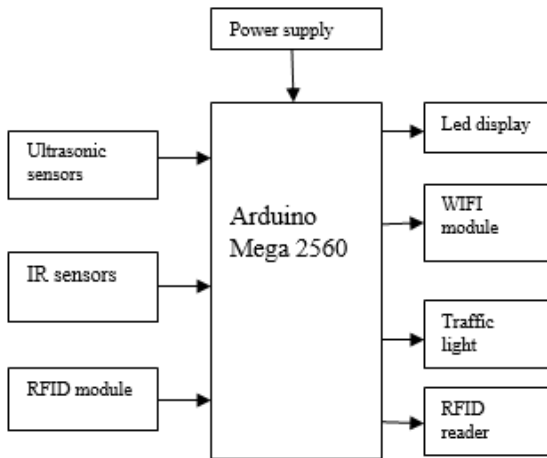 Power supply
Ultrasonic
sensors
IR sensors
RFID module
Arduino
Mega 2560
Led display
WIFI
module
Traffic
light
RFID
reader